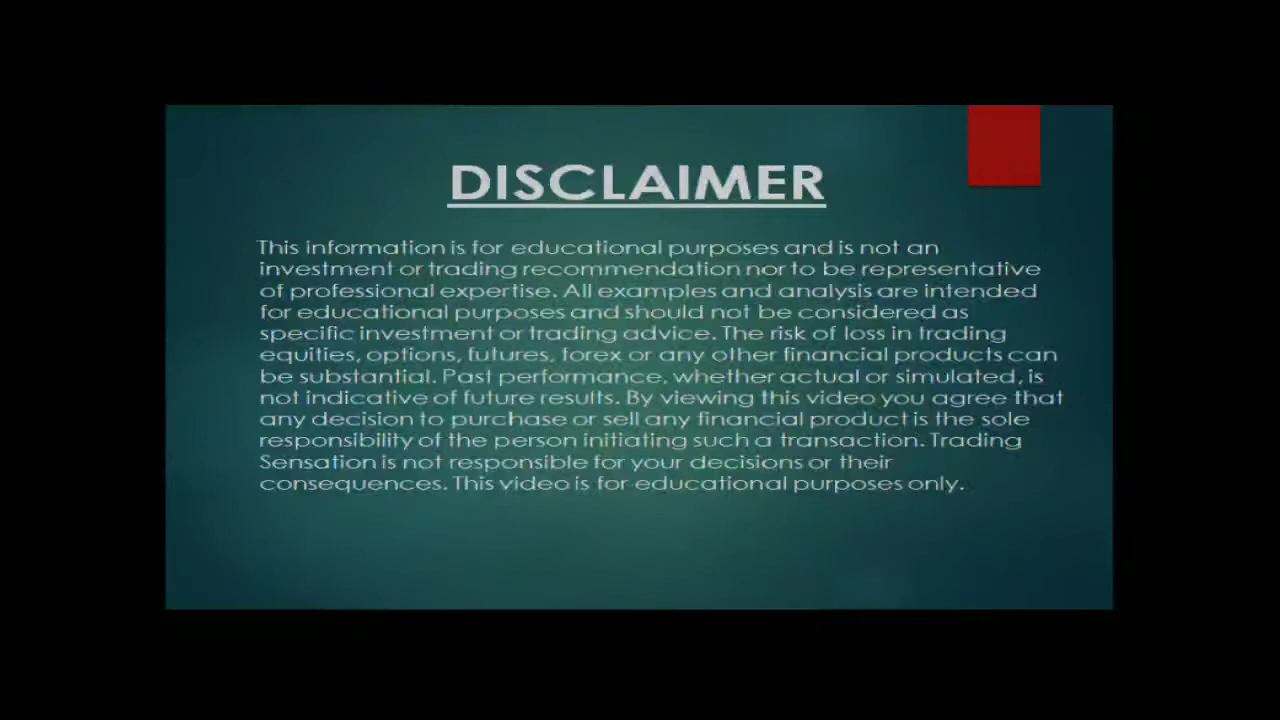 DISCLAIMER
This information is for educational purposes and is not an
investment or trading recommendation nor to be representative
of professional expertise. All examples and analysis are intended
for educational purposes and should not be considered as
specific investment or trading advice. The risk of loss in trading
equities, options, futures, forex or any other financial products can
be substantial. Past performance, whether actual or simulated, is
not indicative of future results. By viewing this video you agree that
any decision to purchase or sell any financial product is the sole
responsibility of the person initiating such a transaction. Trading
Sensation is not responsible for your decisions or their
consequences. This video is for educational purposes only.